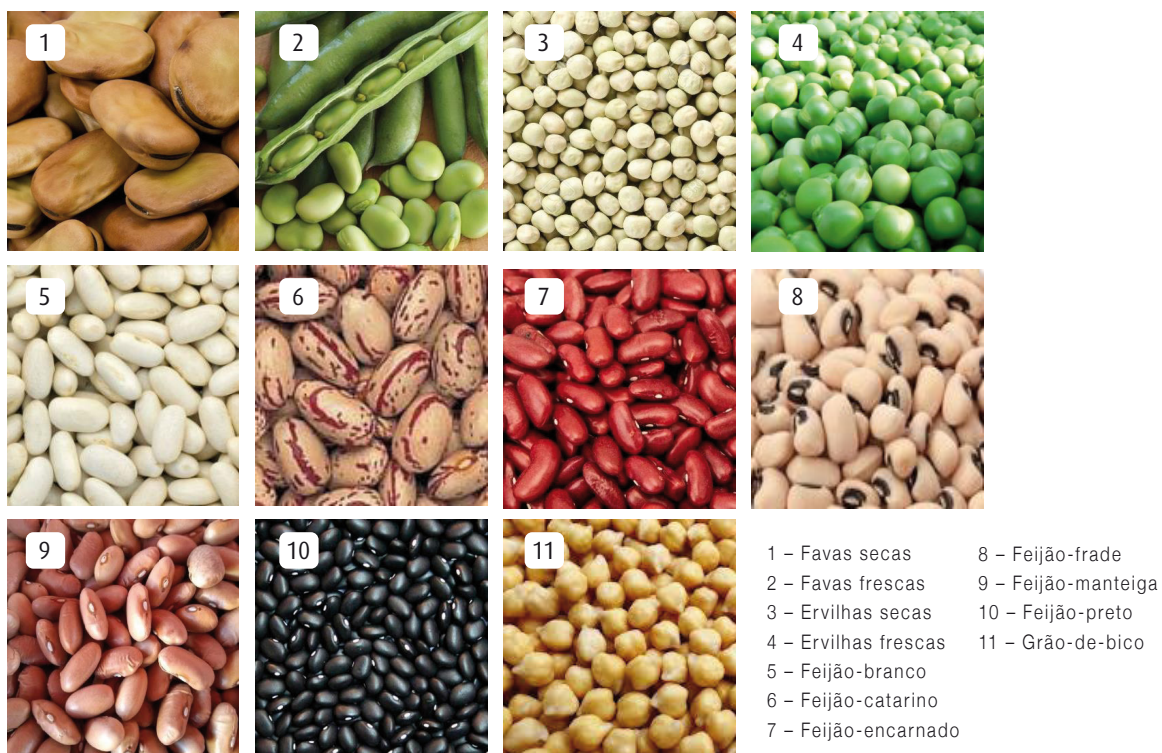 1
2
3
4
5
6
7
8
9
10
11
1 – Favas secas
2 – Favas frescas
3 – Ervilhas secas
4 – Ervilhas frescas
5 – Feijão-branco
6 – Feijão-catarino
7 – Feijão-encarnado
8 – Feijão-frade
9 – Feijão-manteiga
10 – Feijão-preto
11 – Grão-de-bico